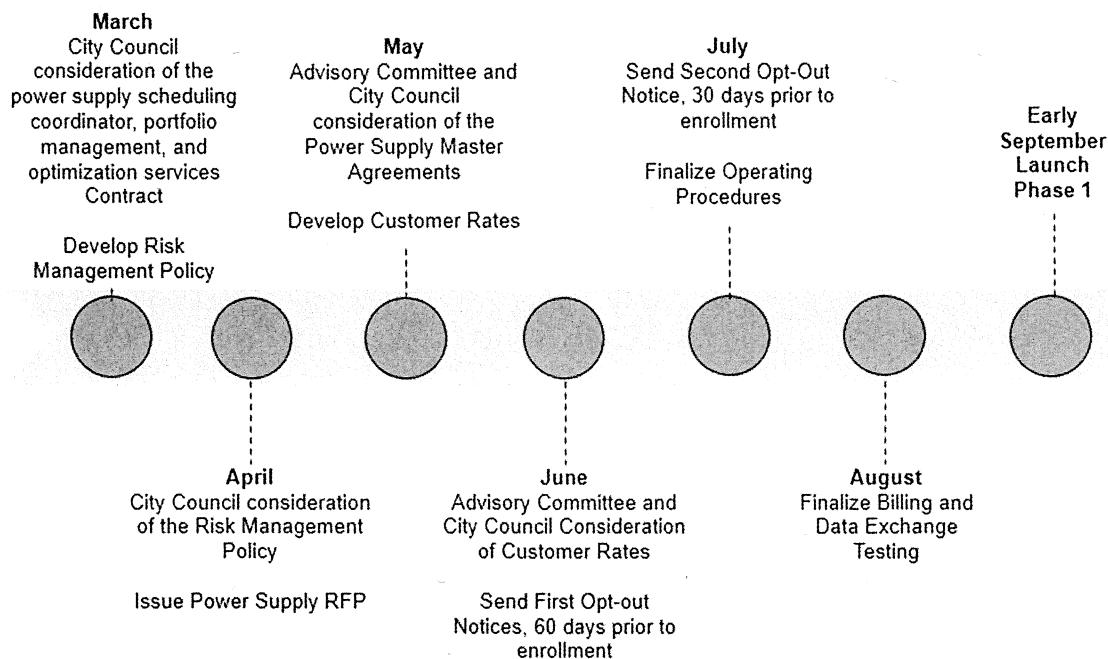 March
City Council
consideration of the
power supply scheduling
coordinator, portfolio
management, and
optimization services
Contract
Develop Risk
Management Policy
April
City Council consideration
of the Risk Management
Policy
Issue Power Supply RFP
May
Advisory Committee and
City Council
consideration of the
Power Supply Master
Agreements
Develop Customer Rates
June
Advisory Committee and
City Council Consideration
of Customer Rates
Send First Opt-out
Notices, 60 days prior to
enrollment
July
Send Second Opt-Out
Notice, 30 days prior to
enrollment
Finalize Operating
Procedures
August
Finalize Billing and
Data Exchange
Testing
Early
September
Launch
Phase 1